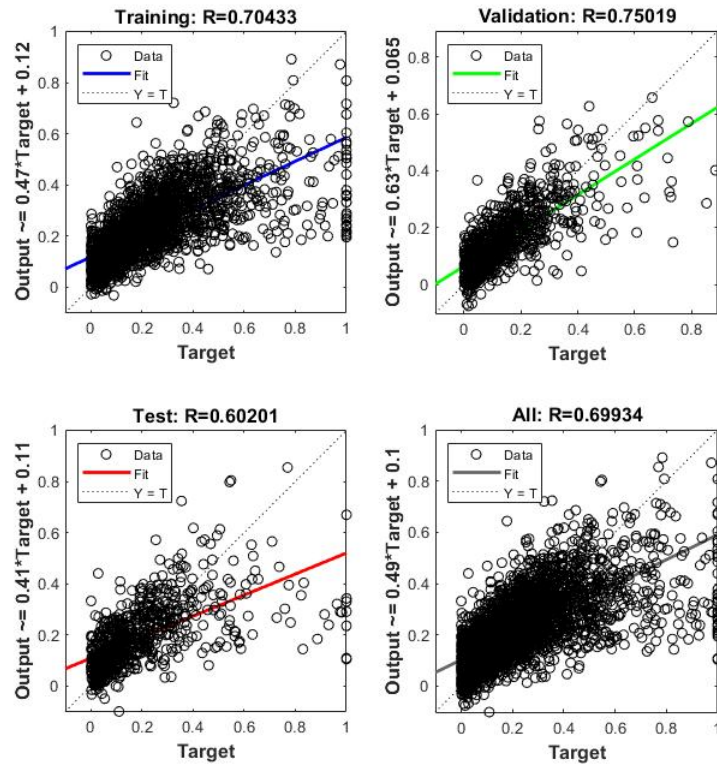 Training: R=0.70433
Output ~= 0.47*Target + 0.12
Data
Fit
Y = T
1
0.8
0.6
0.4
0.2
0
0 0.2 0.4 0.6 0.8 1
Target
Validation: R=0.75019
Output ~= 0.63*Target + 0.065
Data
Fit
Y = T
0.8
0.6
0.4
0.2
0
0 0.2 0.4 0.6 0.8
Target
Test: R=0.60201
Output ~= 0.41*Target + 0.11
Data
Fit
Y = T
1
0.8
0.6
0.4
0.2
0
0 0.2 0.4 0.6 0.8 1
Target
All: R=0.69934
Output ~= 0.49*Target + 0.1
Data
Fit
Y = T
1
0.8
0.6
0.4
0.2
0
0 0.2 0.4 0.6 0.8 1
Target